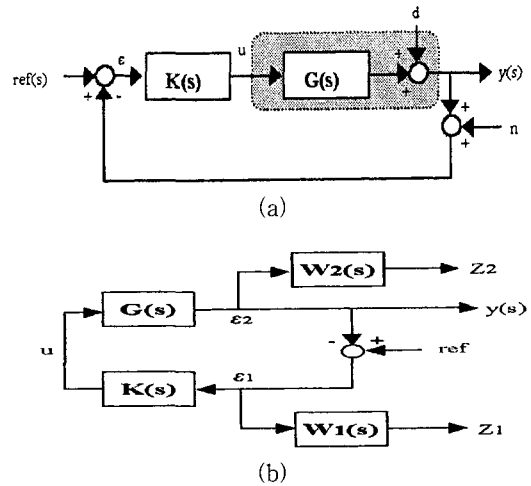 d
ref(s) + - ε K(s) u G(s) + + y(s)
+ + n
(a)
W2(s) Z2
G(s) ε2 y(s)
- + ref
u
K(s) ε1
W1(s) Z1
(b)